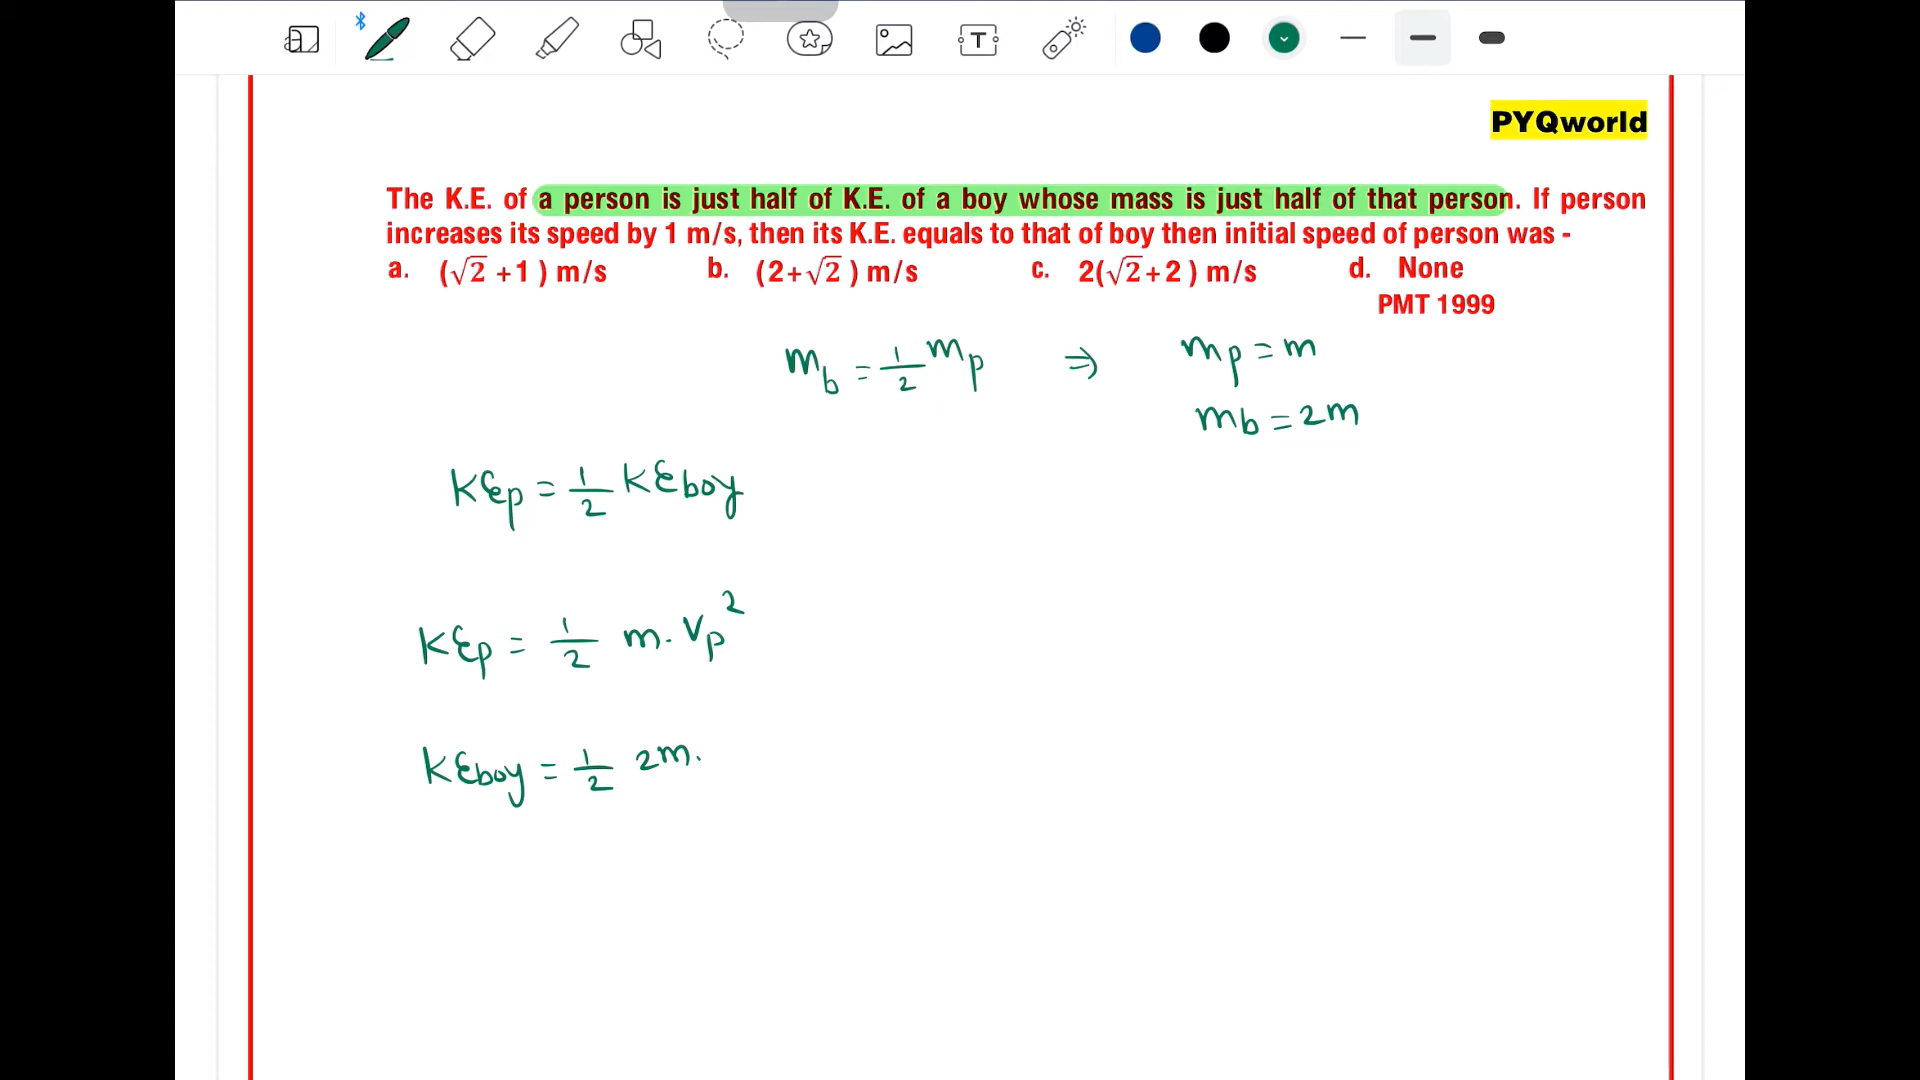 PYQworld
The K.E. of a person is just half of K.E. of a boy whose mass is just half of that person. If person
increases its speed by 1 m/s, then its K.E. equals to that of boy then initial speed of person was -
a. (√2 +1 ) m/s b. (2+√2 ) m/s c. 2(√2+2 ) m/s d. None
PMT 1999
m_b = 1/2 m_p ⇒ m_p = m
m_b = 2m
KE_p = 1/2 KE_boy
KE_p = 1/2 m. v_p^2
KE_boy = 1/2 2m.